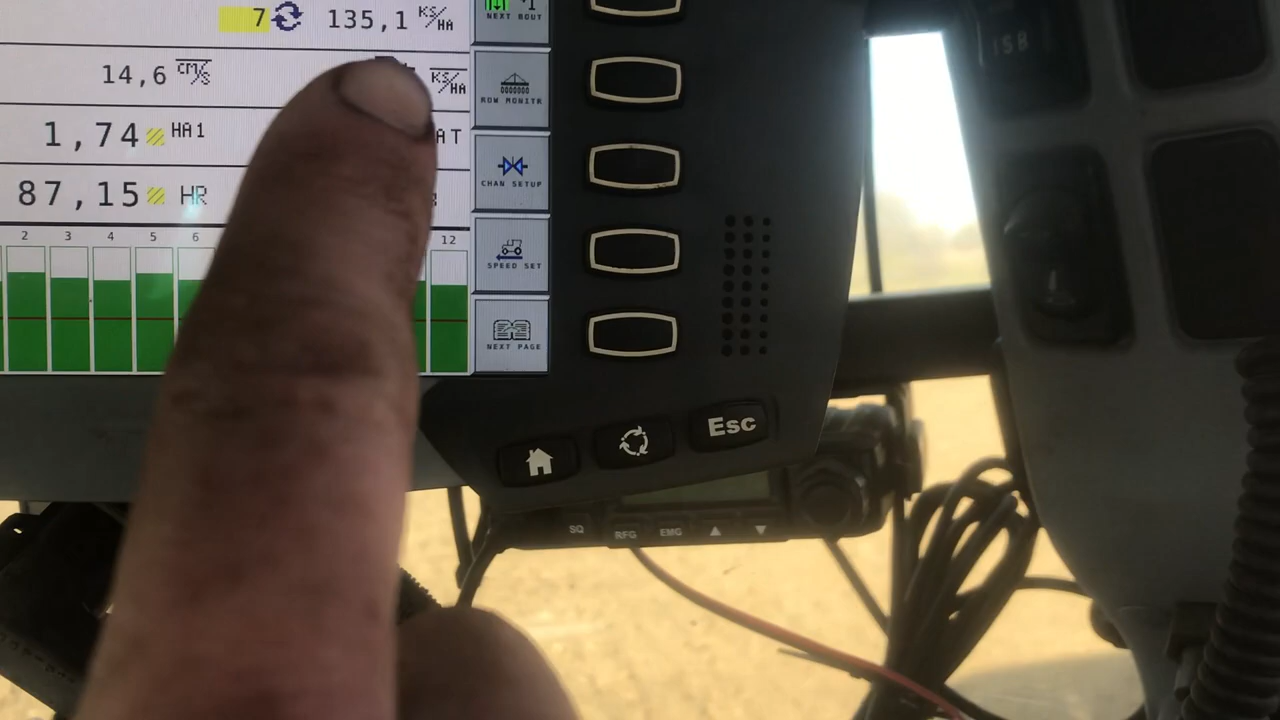 7 135,1 KS/HA
NEXT BOUT
14,6 CM/S KS/HA
ROW MONITR
1,74 HA1 AT
CHAN SETUP
87,15 HR
2 3 4 5 6 12
SPEED SET
NEXT PAGE
Esc
SQ RFG EMG ▲ ▼
ISB